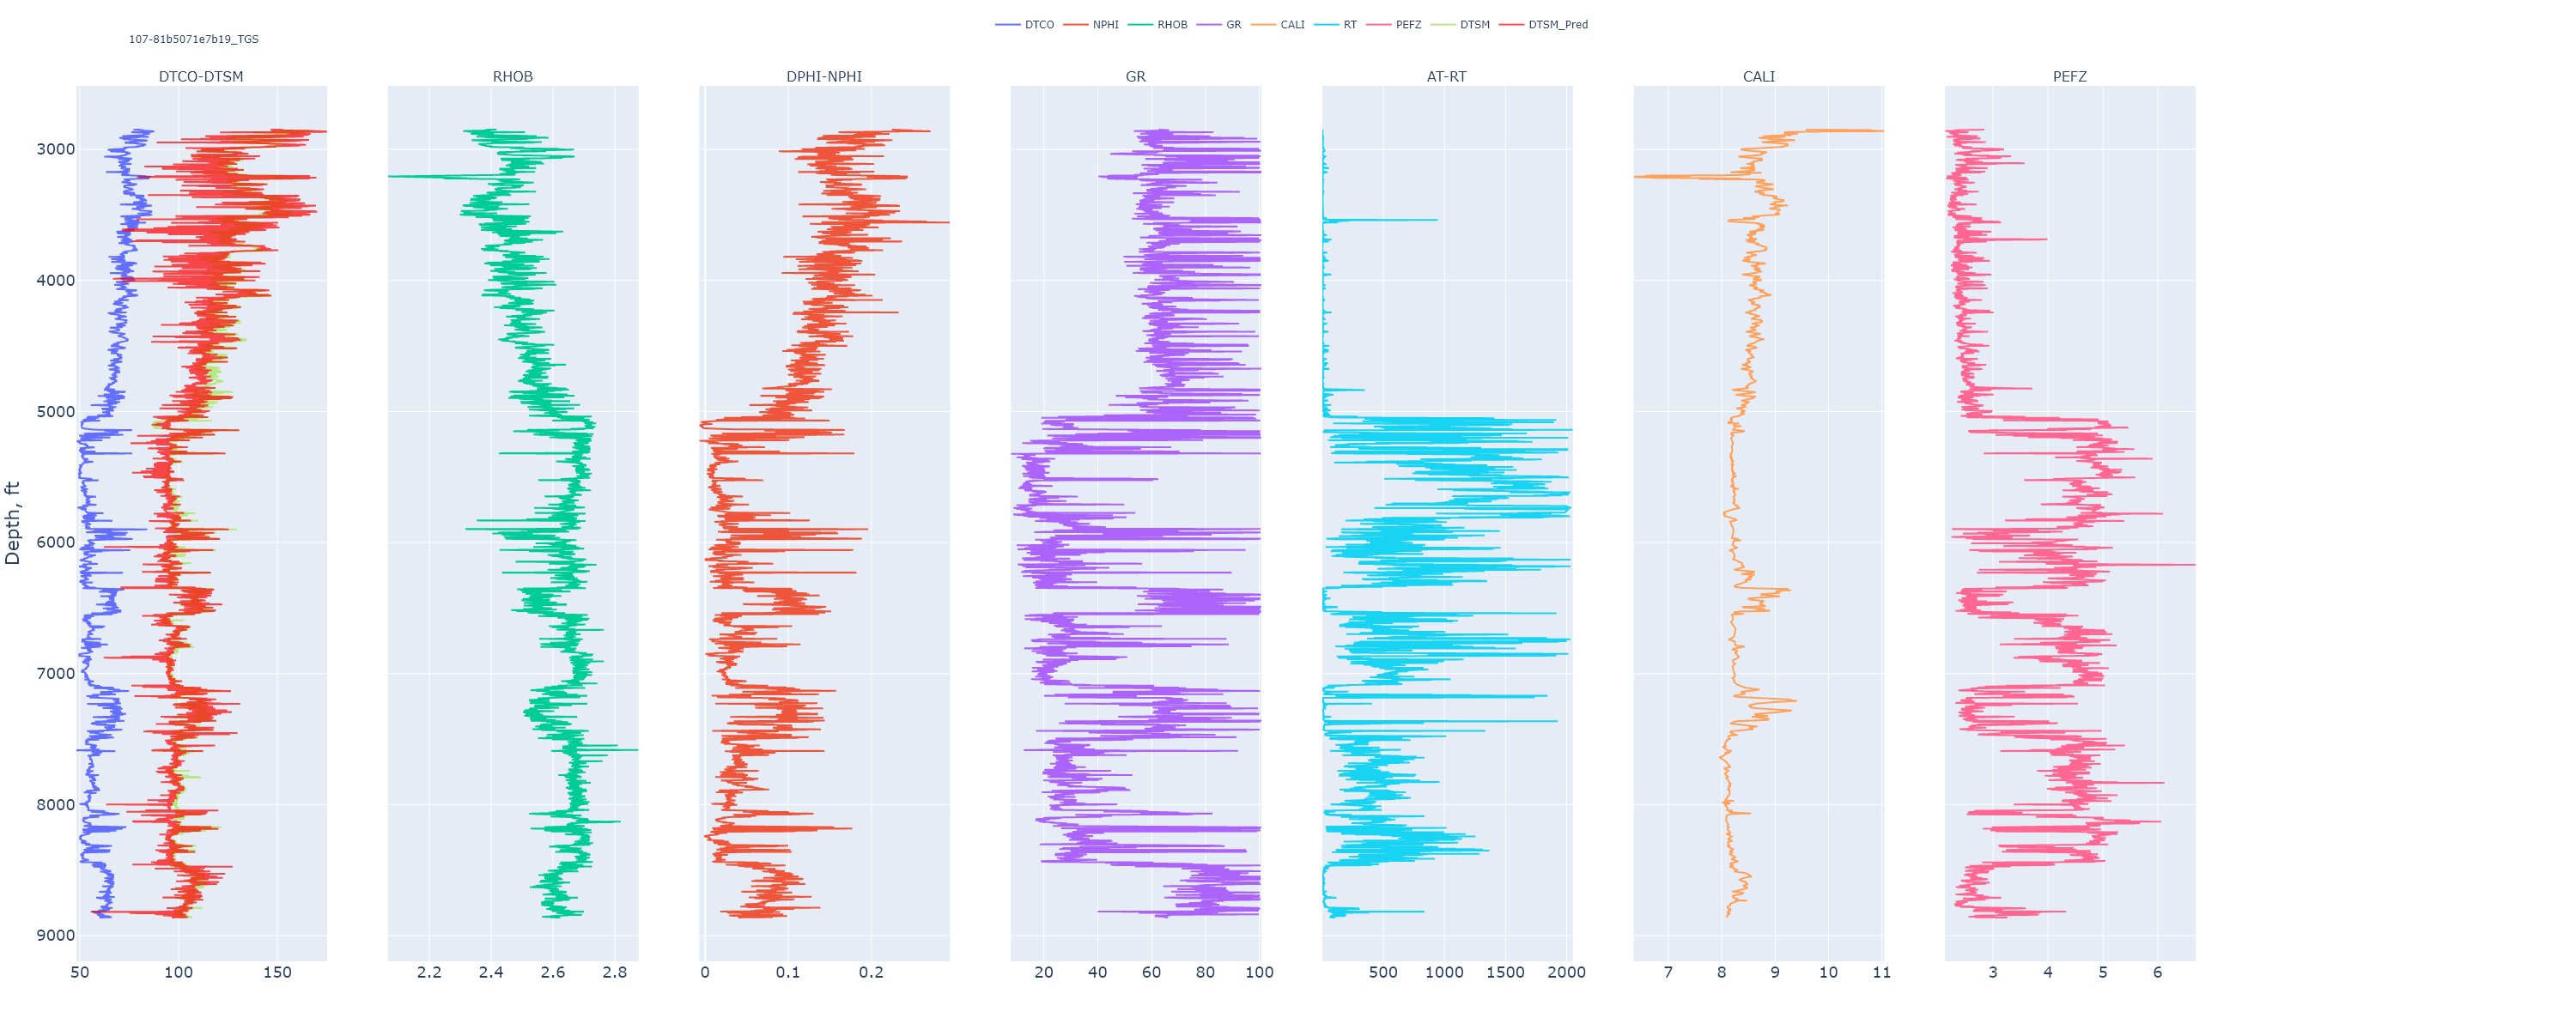 DTCO NPHI RHOB GR CALI RT PEFZ DTSM DTSM_Pred
107-81b5071e7b19_TGS
DTCO-DTSM RHOB DPHI-NPHI GR AT-RT CALI PEFZ
3000
4000
5000
6000
7000
8000
9000
Depth, ft
50 100 150 2.2 2.4 2.6 2.8 0 0.1 0.2 20 40 60 80 100 500 1000 1500 2000 7 8 9 10 11 3 4 5 6